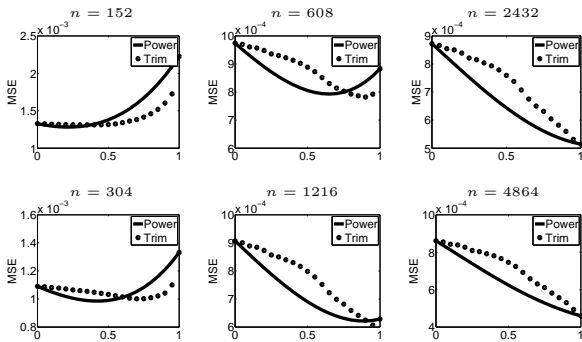 n = 152
x 10⁻³
2.5
2
1.5
1
MSE
0
0.5
1
Power
Trim
n = 608
x 10⁻⁴
10
9
8
7
6
MSE
0
0.5
1
Power
Trim
n = 2432
x 10⁻⁴
9
8
7
6
5
MSE
0
0.5
1
Power
Trim
n = 304
x 10⁻³
1.6
1.4
1.2
1
0.8
MSE
0
0.5
1
Power
Trim
n = 1216
x 10⁻⁴
10
9
8
7
6
MSE
0
0.5
1
Power
Trim
n = 4864
x 10⁻⁴
10
8
6
4
MSE
0
0.5
1
Power
Trim